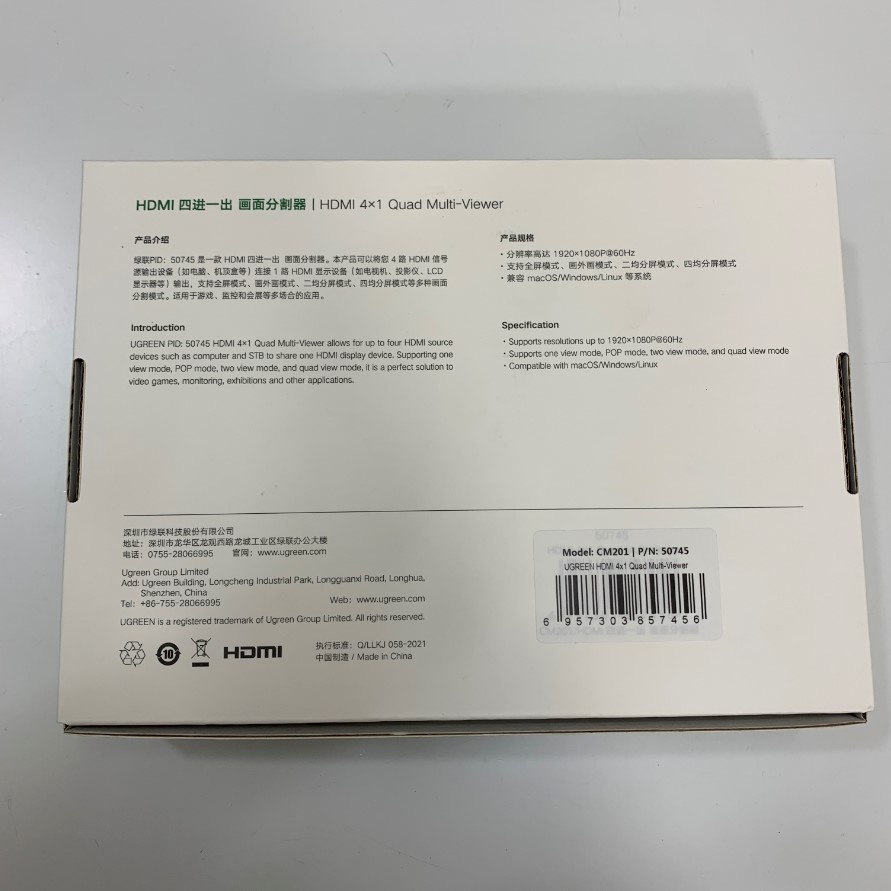 HDMI 四进一出 画面分割器 | HDMI 4×1 Quad Multi-Viewer
产品介绍
绿联PID：50745 是一款 HDMI 四进一出 画面分割器。本产品可以将您 4 路 HDMI 信号
源输出设备（如电脑、机顶盒等）连接 1 路 HDMI 显示设备（如电视机、投影仪、LCD
显示器等）输出，支持全屏模式、画外画模式、二均分屏模式、四均分屏模式等多种画面
分割模式。适用于游戏、监控和会展等多场合的应用。
产品规格
· 分辨率高达 1920×1080P@60Hz
· 支持全屏模式、画外画模式、二均分屏模式、四均分屏模式
· 兼容 macOS/Windows/Linux 等系统
Introduction
UGREEN PID: 50745 HDMI 4×1 Quad Multi-Viewer allows for up to four HDMI source
devices such as computer and STB to share one HDMI display device. Supporting one
view mode, POP mode, two view mode, and quad view mode, it is a perfect solution to
video games, monitoring, exhibitions and other applications.
Specification
· Supports resolutions up to 1920×1080P@60Hz
· Supports one view mode, POP mode, two view mode, and quad view mode
· Compatible with macOS/Windows/Linux
深圳市绿联科技股份有限公司
地址：深圳市龙华区龙观西路龙城工业区绿联办公大楼
电话：0755-28066995 官网：www.ugreen.com
Ugreen Group Limited
Add: Ugreen Building, Longcheng Industrial Park, Longguanxi Road, Longhua,
Shenzhen, China
Tel: +86-755-28066995 Web: www.ugreen.com
UGREEN is a registered trademark of Ugreen Group Limited. All rights reserved.
10
HDMI
执行标准：Q/LLKJ 058-2021
中国制造 / Made in China
50745
Model: CM201 | P/N: 50745
UGREEN HDMI 4x1 Quad Multi-Viewer
6 957303 857456